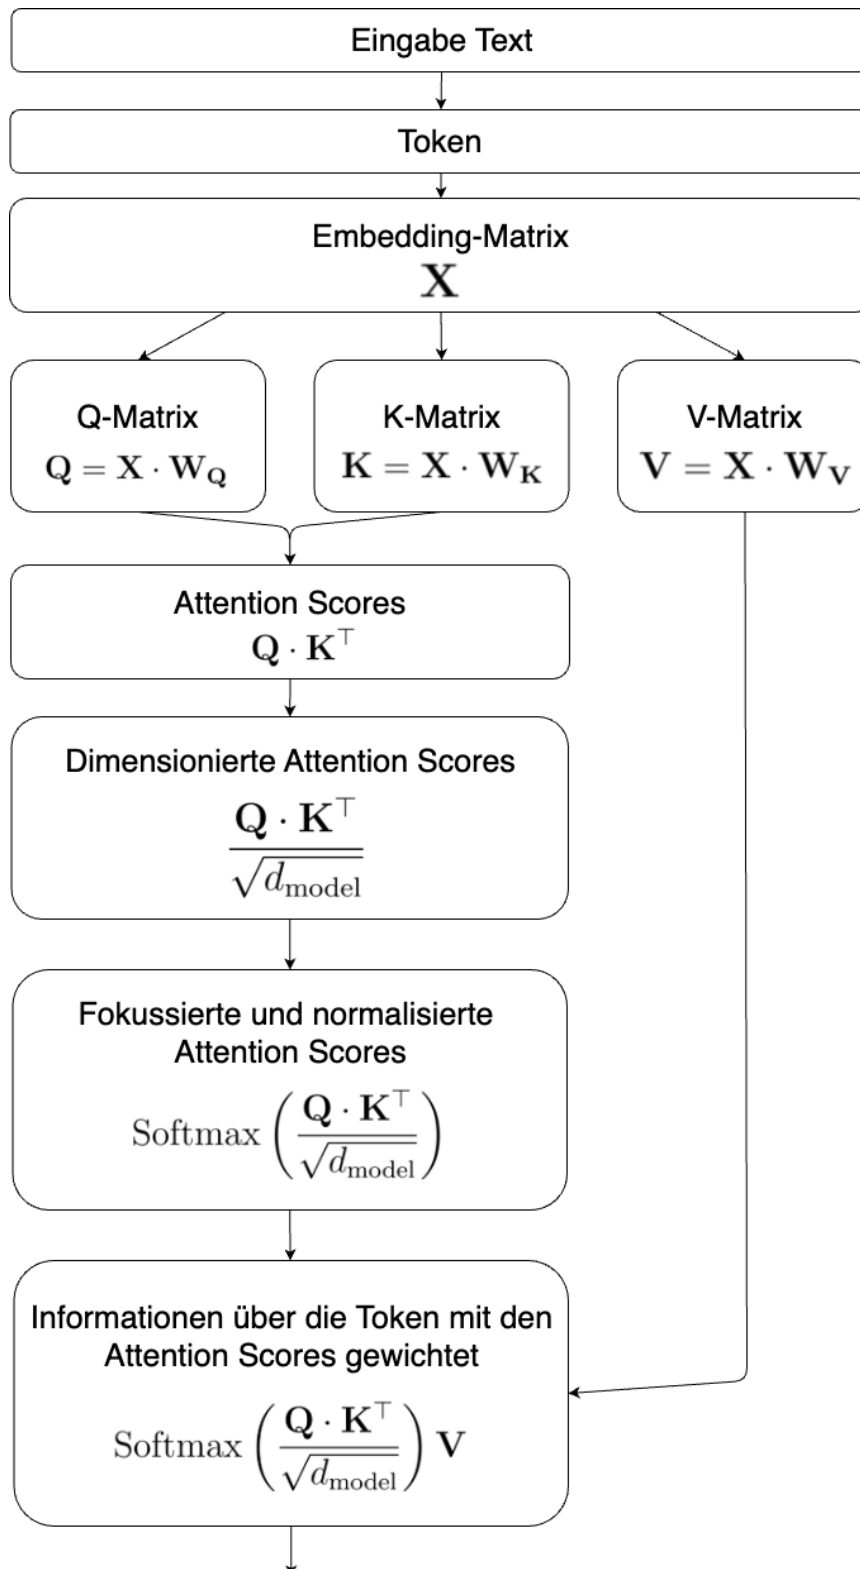 Eingabe Text
Token
Embedding-Matrix
X
Q-Matrix
Q = X · W_Q
K-Matrix
K = X · W_K
V-Matrix
V = X · W_V
Attention Scores
Q · K^⊤
Dimensionierte Attention Scores
Q · K^⊤
√d_model
Fokussierte und normalisierte
Attention Scores
Softmax (Q · K^⊤ / √d_model)
Informationen über die Token mit den
Attention Scores gewichtet
Softmax (Q · K^⊤ / √d_model) V